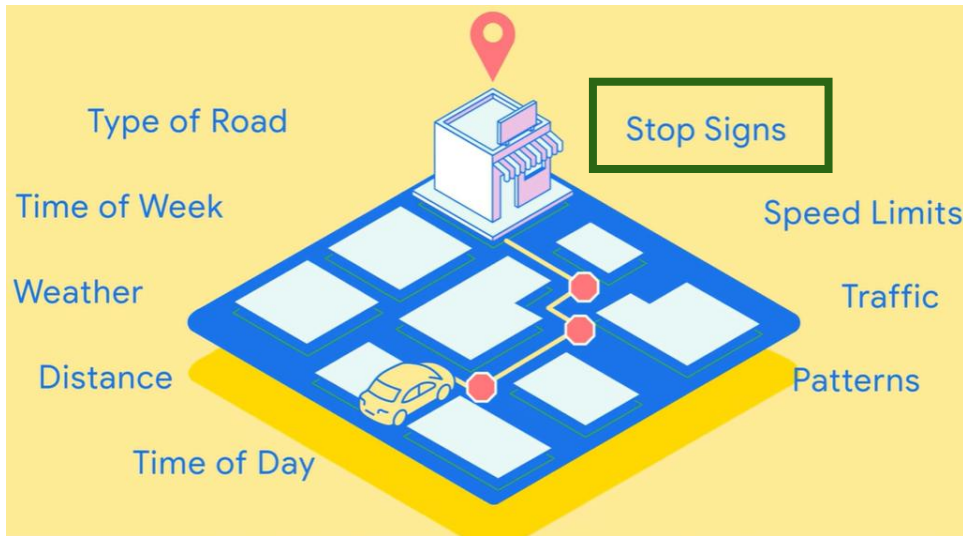 Type of Road
Stop Signs
Time of Week
Speed Limits
Weather
Traffic
Distance
Patterns
Time of Day